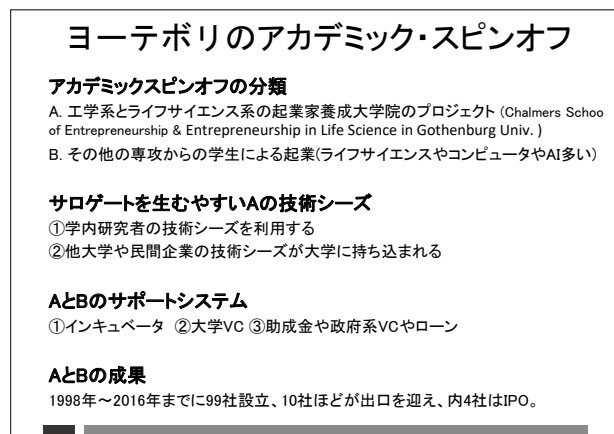 ヨーテボリのアカデミック・スピンオフ
アカデミックスピンオフの分類
A. 工学系とライフサイエンス系の起業家養成大学院のプロジェクト (Chalmers Schoo
of Entrepreneurship & Entrepreneurship in Life Science in Gothenburg Univ. )
B. その他の専攻からの学生による起業(ライフサイエンスやコンピュータやAI多い)
サロゲートを生むやすいAの技術シーズ
①学内研究者の技術シーズを利用する
②他大学や民間企業の技術シーズが大学に持ち込まれる
AとBのサポートシステム
①インキュベータ ②大学VC ③助成金や政府系VCやローン
AとBの成果
1998年～2016年までに99社設立、10社ほどが出口を迎え、内4社はIPO。